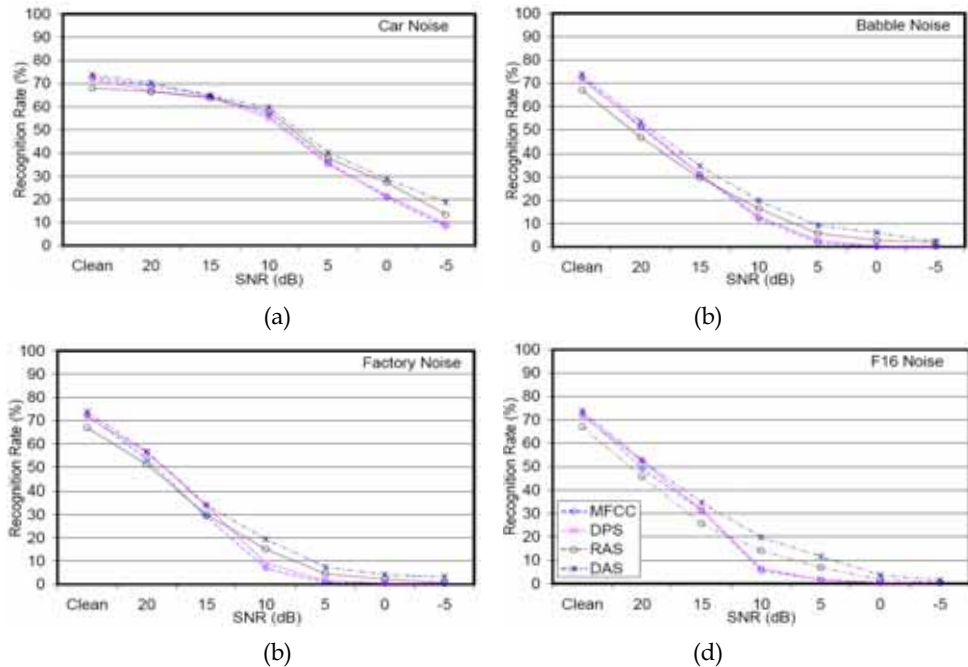 Car Noise
100
90
80
70
60
50
40
30
20
10
0
Recognition Rate (%)
Clean 20 15 10 5 0 -5
SNR (dB)
(a)
Babble Noise
100
90
80
70
60
50
40
30
20
10
0
Recognition Rate (%)
Clean 20 15 10 5 0 -5
SNR (dB)
(b)
Factory Noise
100
90
80
70
60
50
40
30
20
10
0
Recognition Rate (%)
Clean 20 15 10 5 0 -5
SNR (dB)
(b)
F16 Noise
100
90
80
70
60
50
40
30
20
10
0
Recognition Rate (%)
MFCC
DPS
RAS
DAS
Clean 20 15 10 5 0 -5
SNR (dB)
(d)